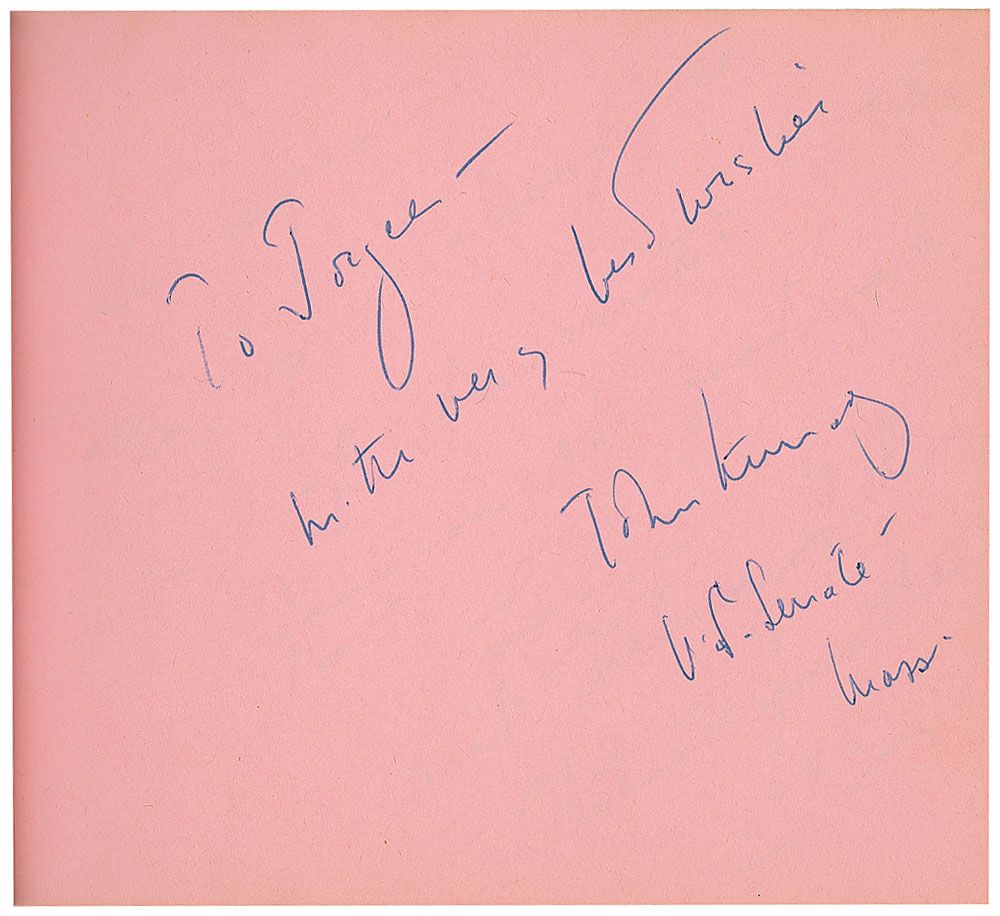 To Joyce —
with very best wishes
John Kennedy
U.S. Senate -
Mass.